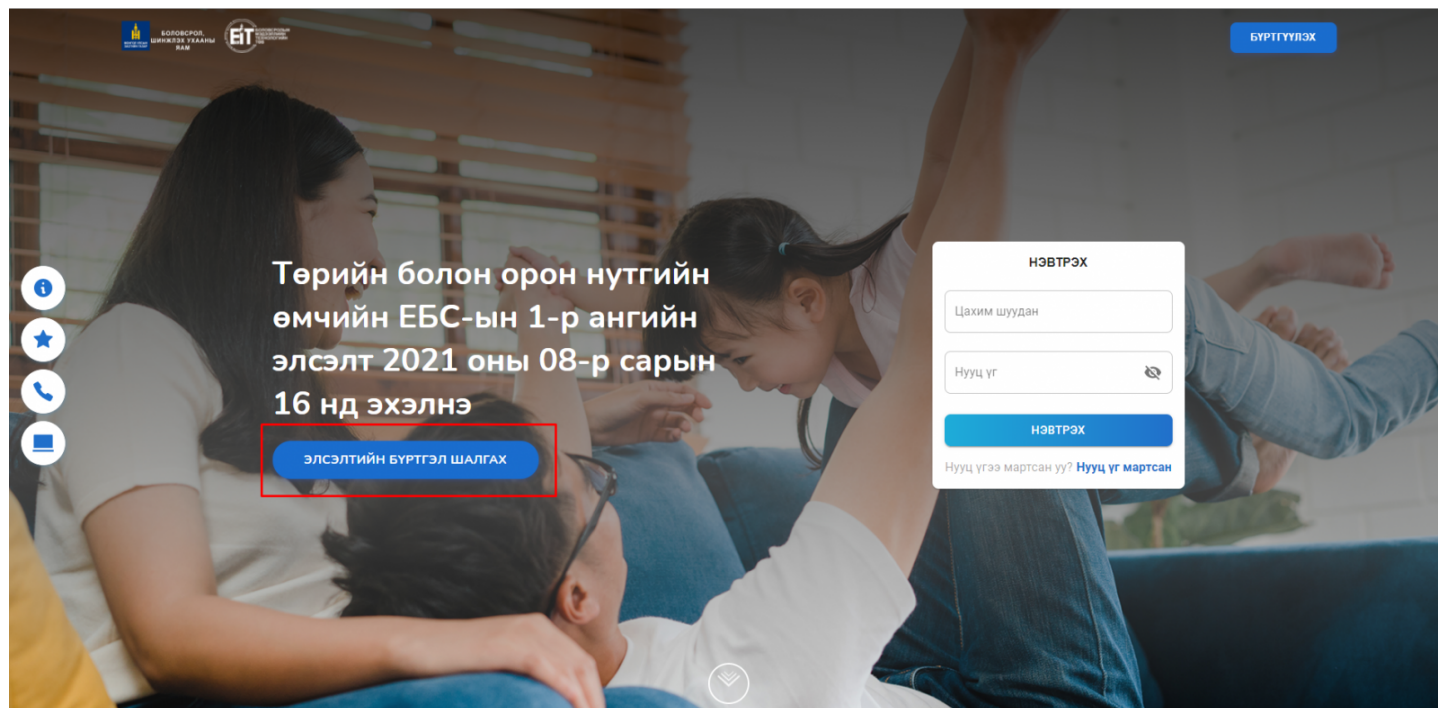 БОЛОВСРОЛ,
ШИНЖЛЭХ УХААНЫ
ЯАМ
EIT
БҮРТГҮҮЛЭХ
Төрийн болон орон нутгийн
өмчийн ЕБС-ын 1-р ангийн
элсэлт 2021 оны 08-р сарын
16 нд эхэлнэ
ЭЛСЭЛТИЙН БҮРТГЭЛ ШАЛГАХ
НЭВТРЭХ
Цахим шуудан
Нууц үг
НЭВТРЭХ
Нууц үгээ мартсан уу? Нууц үг мартсан